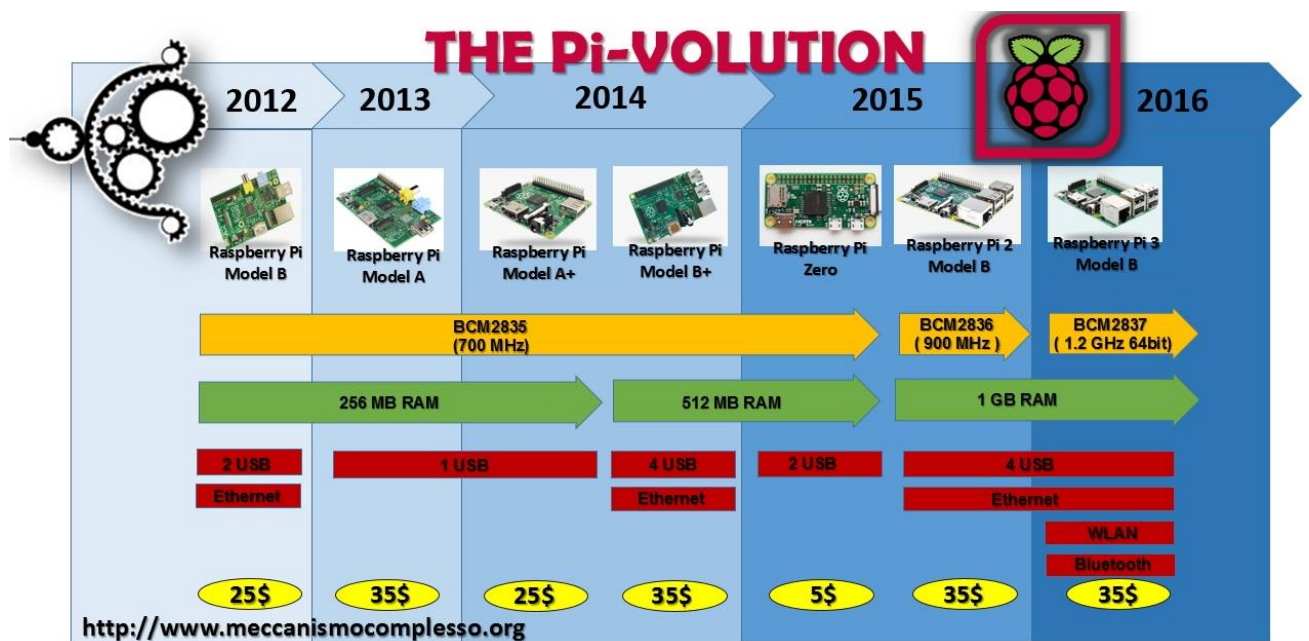 THE Pi-VOLUTION
2012
2013
2014
2015
2016
Raspberry Pi
Model B
Raspberry Pi
Model A
Raspberry Pi
Model A+
Raspberry Pi
Model B+
Raspberry Pi
Zero
Raspberry Pi 2
Model B
Raspberry Pi 3
Model B
BCM2835
(700 MHz)
BCM2836
( 900 MHz )
BCM2837
( 1.2 GHz 64bit)
256 MB RAM
512 MB RAM
1 GB RAM
2 USB
1 USB
4 USB
2 USB
4 USB
Ethernet
Ethernet
Ethernet
WLAN
Bluetooth
25$
35$
25$
35$
5$
35$
35$
http://www.meccanismocomplesso.org